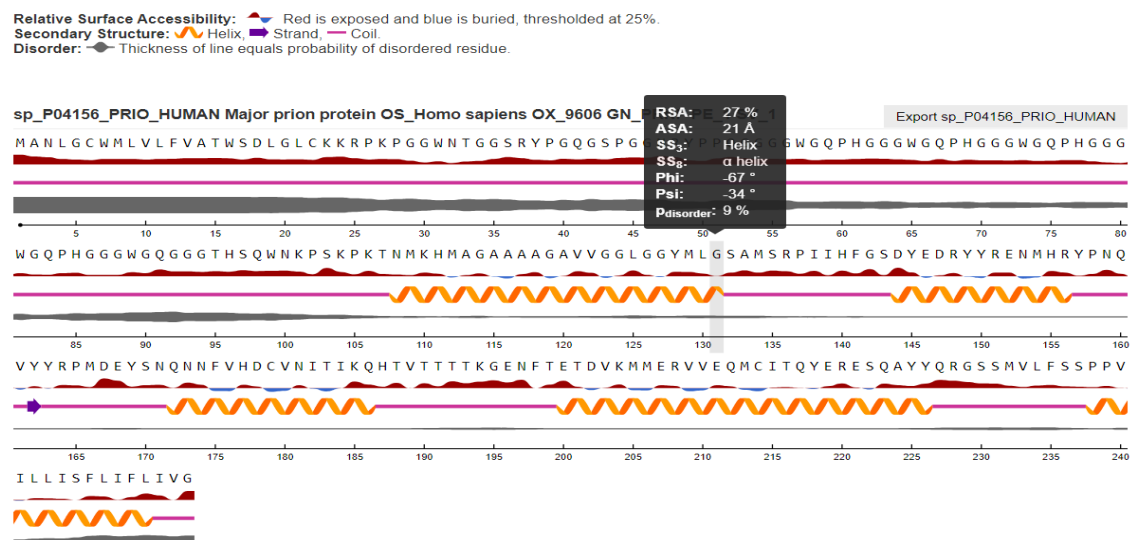 Relative Surface Accessibility: Red is exposed and blue is buried, thresholded at 25%.
Secondary Structure: Helix, Strand, Coil.
Disorder: Thickness of line equals probability of disordered residue.
sp_P04156_PRIO_HUMAN Major prion protein OS_Homo sapiens OX_9606 GN_P
Export sp_P04156_PRIO_HUMAN
RSA: 27 %
ASA: 21 Å
SS3: Helix
SS8: α helix
Phi: -67 °
Psi: -34 °
Pdisorder: 9 %
M A N L G C W M L V L F V A T W S D L G L C K K R P K P G G W N T G G S R Y P G Q G S P G G G W G Q P H G G G W G Q P H G G G W G Q P H G G G
5 10 15 20 25 30 35 40 45 50 55 60 65 70 75 80
W G Q P H G G G W G Q G G G T H S Q W N K P S K P K T N M K H M A G A A A A G A V V G G L G G Y M L G S A M S R P I I H F G S D Y E D R Y Y R E N M H R Y P N Q
85 90 95 100 105 110 115 120 125 130 135 140 145 150 155 160
V Y Y R P M D E Y S N Q N N F V H D C V N I T I K Q H T V T T T T K G E N F T E T D V K M M E R V V E Q M C I T Q Y E R E S Q A Y Y Q R G S S M V L F S S P P V
165 170 175 180 185 190 195 200 205 210 215 220 225 230 235 240
I L L I S F L I F L I V G